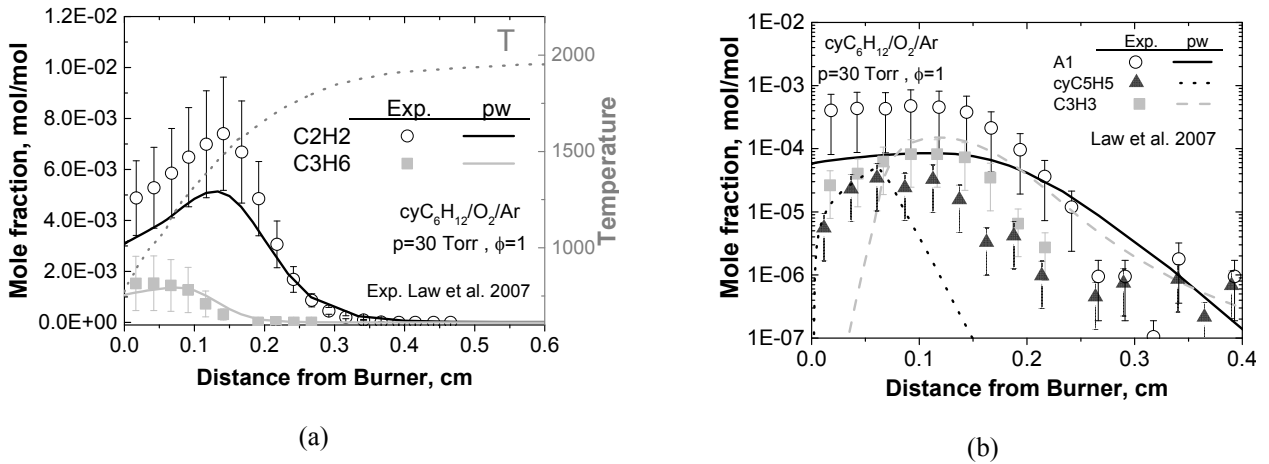 1.2E-02
1.0E-02
8.0E-03
6.0E-03
4.0E-03
2.0E-03
0.0E+00
Mole fraction, mol/mol
T
2000
1500
1000
Temperature
Exp. pw
C2H2
C3H6
cyC6H12/O2/Ar
p=30 Torr , ϕ=1
Exp. Law et al. 2007
0.0 0.1 0.2 0.3 0.4 0.5 0.6
Distance from Burner, cm
(a)
1E-02
1E-03
1E-04
1E-05
1E-06
1E-07
Mole fraction, mol/mol
cyC6H12/O2/Ar
p=30 Torr , ϕ=1
Exp. pw
A1
cyC5H5
C3H3
Law et al. 2007
0.0 0.1 0.2 0.3 0.4
Distance from Burner, cm
(b)